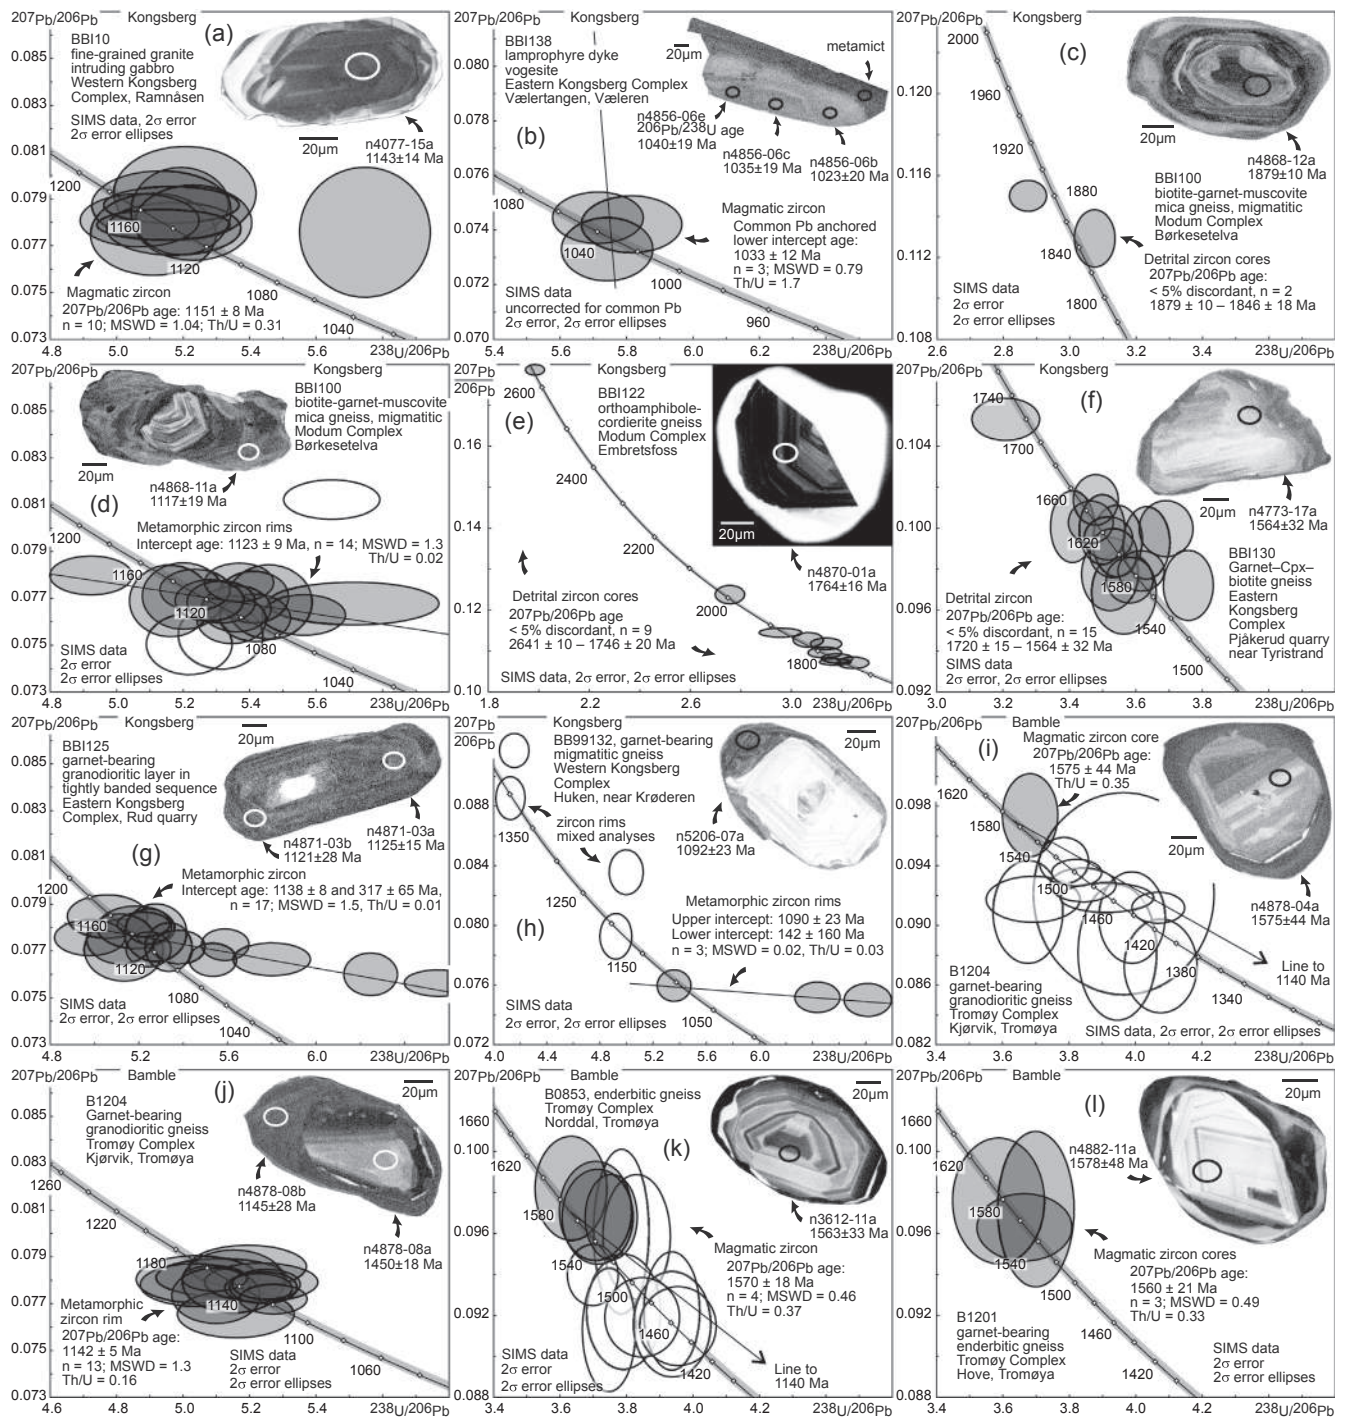 207Pb/206Pb Kongsberg
(a)
0.085
0.083
0.081
0.079
0.077
0.075
0.073
BBI10
fine-grained granite
intruding gabbro
Western Kongsberg
Complex, Ramnåsen
SIMS data, 2σ error
2σ error ellipses
20µm
n4077-15a
1143±14 Ma
1200
1160
1120
1080
1040
Magmatic zircon
207Pb/206Pb age: 1151 ± 8 Ma
n = 10; MSWD = 1.04; Th/U = 0.31
4.8 5.0 5.2 5.4 5.6 238U/206Pb
207Pb/206Pb Kongsberg
(b)
0.080
0.078
0.076
0.074
0.072
0.070
BBI138
lamprophyre dyke
vogesite
Eastern Kongsberg Complex
Vælertangen, Væleren
20µm
metamict
n4856-06e
206Pb/238U age
1040±19 Ma
n4856-06c
1035±19 Ma
n4856-06b
1023±20 Ma
1080
1040
1000
960
Magmatic zircon
Common Pb anchored
lower intercept age:
1033 ± 12 Ma
n = 3; MSWD = 0.79
Th/U = 1.7
SIMS data
uncorrected for common Pb
2σ error, 2σ error ellipses
5.4 5.6 5.8 6.0 6.2 238U/206Pb
207Pb/206Pb Kongsberg
(c)
0.120
0.116
0.112
0.108
2000
1960
1920
1880
1840
1800
20µm
n4868-12a
1879±10 Ma
BBI100
biotite-garnet-muscovite
mica gneiss, migmatitic
Modum Complex
Børkesetelva
Detrital zircon cores
207Pb/206Pb age:
< 5% discordant, n = 2
1879 ± 10 – 1846 ± 18 Ma
SIMS data
2σ error
2σ error ellipses
2.6 2.8 3.0 3.2 3.4 238U/206Pb
207Pb/206Pb Kongsberg
(d)
0.085
0.083
0.081
0.079
0.077
0.075
0.073
BBI100
biotite-garnet-muscovite
mica gneiss, migmatitic
Modum Complex
Børkesetelva
20µm
n4868-11a
1117±19 Ma
Metamorphic zircon rims
Intercept age: 1123 ± 9 Ma, n = 14; MSWD = 1.3
Th/U = 0.02
1200
1160
1120
1080
1040
SIMS data
2σ error
2σ error ellipses
4.8 5.0 5.2 5.4 5.6 238U/206Pb
207Pb/206Pb Kongsberg
(e)
0.16
0.14
0.12
0.10
2600
2400
2200
2000
1800
BBI122
orthoamphibole-
cordierite gneiss
Modum Complex
Embretsfoss
20µm
n4870-01a
1764±16 Ma
Detrital zircon cores
207Pb/206Pb age
< 5% discordant, n = 9
2641 ± 10 – 1746 ± 20 Ma
SIMS data, 2σ error, 2σ error ellipses
1.8 2.2 2.6 3.0 238U/206Pb
207Pb/206Pb Kongsberg
(f)
0.104
0.100
0.096
0.092
1740
1700
1660
1620
1580
1540
1500
20µm
n4773-17a
1564±32 Ma
BBI130
Garnet–Cpx–
biotite gneiss
Eastern
Kongsberg
Complex
Pjåkerud quarry
near Tyristrand
Detrital zircon
207Pb/206Pb age:
< 5% discordant, n = 15
1720 ± 15 – 1564 ± 32 Ma
SIMS data
2σ error, 2σ error ellipses
3.0 3.2 3.4 3.6 3.8 238U/206Pb
207Pb/206Pb Kongsberg
(g)
0.085
0.083
0.081
0.079
0.077
0.075
0.073
BBI125
garnet-bearing
granodioritic layer in
tightly banded sequence
Eastern Kongsberg
Complex, Rud quarry
20µm
n4871-03b
1121±28 Ma
n4871-03a
1125±15 Ma
Metamorphic zircon
Intercept age: 1138 ± 8 and 317 ± 65 Ma,
n = 17; MSWD = 1.5, Th/U = 0.01
1200
1160
1120
1080
1040
SIMS data
2σ error, 2σ error ellipses
4.8 5.2 5.6 6.0 238U/206Pb
207Pb/206Pb Kongsberg
(h)
0.088
0.084
0.080
0.076
0.072
BB99132, garnet-bearing
migmatitic gneiss
Western Kongsberg
Complex
Huken, near Krøderen
20µm
n5206-07a
1092±23 Ma
zircon rims
mixed analyses
1350
1250
1150
1050
Metamorphic zircon rims
Upper intercept: 1090 ± 23 Ma
Lower intercept: 142 ± 160 Ma
n = 3; MSWD = 0.02, Th/U = 0.03
SIMS data
2σ error, 2σ error ellipses
4.0 4.4 4.8 5.2 5.6 6.0 238U/206Pb
207Pb/206Pb Bamble
(i)
0.098
0.094
0.090
0.086
0.082
Magmatic zircon core
207Pb/206Pb age:
1575 ± 44 Ma
Th/U = 0.35
20µm
n4878-04a
1575±44 Ma
1620
1580
1540
1500
1460
1420
1380
1340
Line to
1140 Ma
B1204
garnet-bearing
granodioritic gneiss
Tromøy Complex
Kjørvik, Tromøya
SIMS data, 2σ error, 2σ error ellipses
3.4 3.6 3.8 4.0 4.2 238U/206Pb
207Pb/206Pb Bamble
(j)
0.085
0.083
0.081
0.079
0.077
0.075
0.073
B1204
Garnet-bearing
granodioritic gneiss
Tromøy Complex
Kjørvik, Tromøya
20µm
n4878-08b
1145±28 Ma
n4878-08a
1450±18 Ma
1260
1220
1180
1140
1100
1060
Metamorphic
zircon rim
207Pb/206Pb age:
1142 ± 5 Ma
n = 13; MSWD = 1.3
Th/U = 0.16
SIMS data
2σ error
2σ error ellipses
4.6 4.8 5.0 5.2 5.4 238U/206Pb
207Pb/206Pb Bamble
(k)
0.100
0.096
0.092
0.088
B0853, enderbitic gneiss
Tromøy Complex
Norddal, Tromøya
20µm
n3612-11a
1563±33 Ma
1660
1620
1580
1540
1500
1460
1420
Magmatic zircon
207Pb/206Pb age:
1570 ± 18 Ma
n = 4; MSWD = 0.46
Th/U = 0.37
Line to
1140 Ma
SIMS data
2σ error
2σ error ellipses
3.4 3.6 3.8 4.0 4.2 238U/206Pb
207Pb/206Pb Bamble
(l)
0.100
0.096
0.092
0.088
20µm
n4882-11a
1578±48 Ma
1660
1620
1580
1540
1500
1460
1420
Magmatic zircon cores
207Pb/206Pb age:
1560 ± 21 Ma
n = 3; MSWD = 0.49
Th/U = 0.33
B1201
garnet-bearing
enderbitic gneiss
Tromøy Complex
Hove, Tromøya
SIMS data
2σ error
2σ error ellipses
3.4 3.6 3.8 4.0 4.2 238U/206Pb